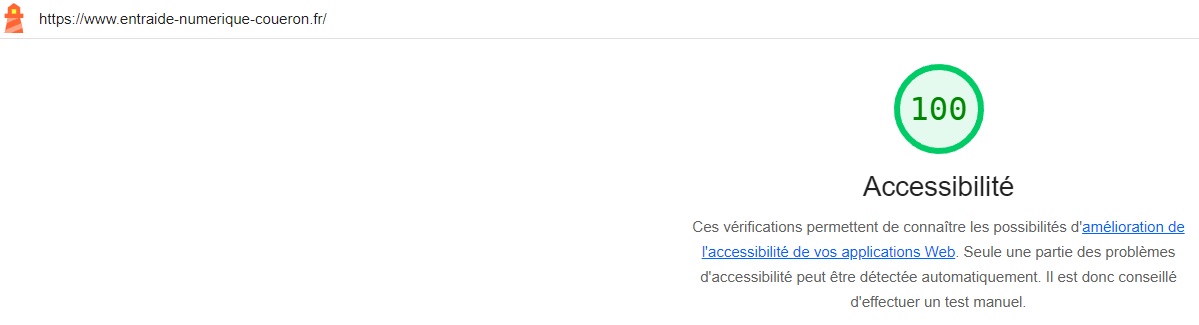 https://www.entraide-numerique-coueron.fr/
100
Accessibilité
Ces vérifications permettent de connaître les possibilités d'amélioration de
l'accessibilité de vos applications Web. Seule une partie des problèmes
d'accessibilité peut être détectée automatiquement. Il est donc conseillé
d'effectuer un test manuel.